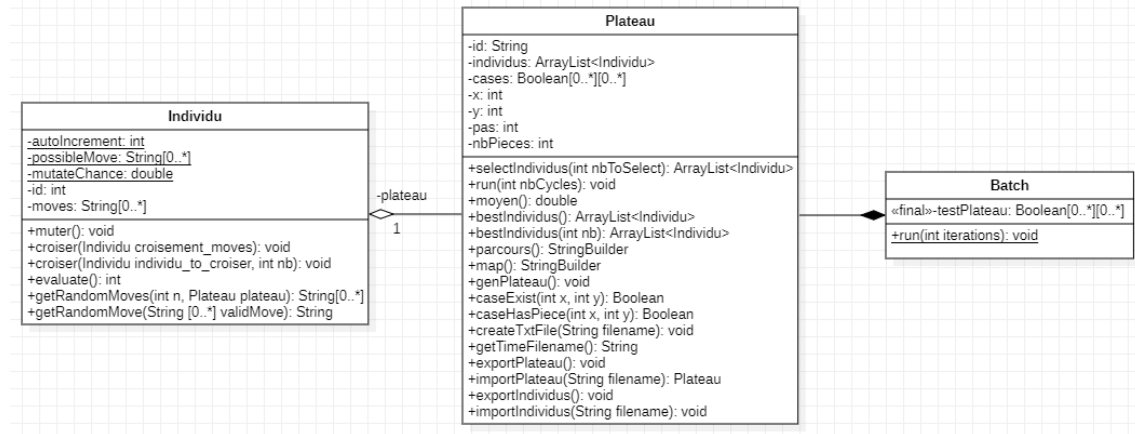 Individu
-autoIncrement: int
-possibleMove: String[0..*]
-mutateChance: double
-id: int
-moves: String[0..*]
+muter(): void
+croiser(Individu croisement_moves): void
+croiser(Individu individu_to_croiser, int nb): void
+evaluate(): int
+getRandomMoves(int n, Plateau plateau): String[0..*]
+getRandomMove(String [0..*] validMove): String
-plateau
1
Plateau
-id: String
-individus: ArrayList<Individu>
-cases: Boolean[0..*][0..*]
-x: int
-y: int
-pas: int
-nbPieces: int
+selectIndividus(int nbToSelect): ArrayList<Individu>
+run(int nbCycles): void
+moyen(): double
+bestIndividus(): ArrayList<Individu>
+bestIndividus(int nb): ArrayList<Individu>
+parcours(): StringBuilder
+map(): StringBuilder
+genPlateau(): void
+caseExist(int x, int y): Boolean
+caseHasPiece(int x, int y): Boolean
+createTxtFile(String filename): void
+getTimeFilename(): String
+exportPlateau(): void
+importPlateau(String filename): Plateau
+exportIndividus(): void
+importIndividus(String filename): void
Batch
«final»-testPlateau: Boolean[0..*][0..*]
+run(int iterations): void